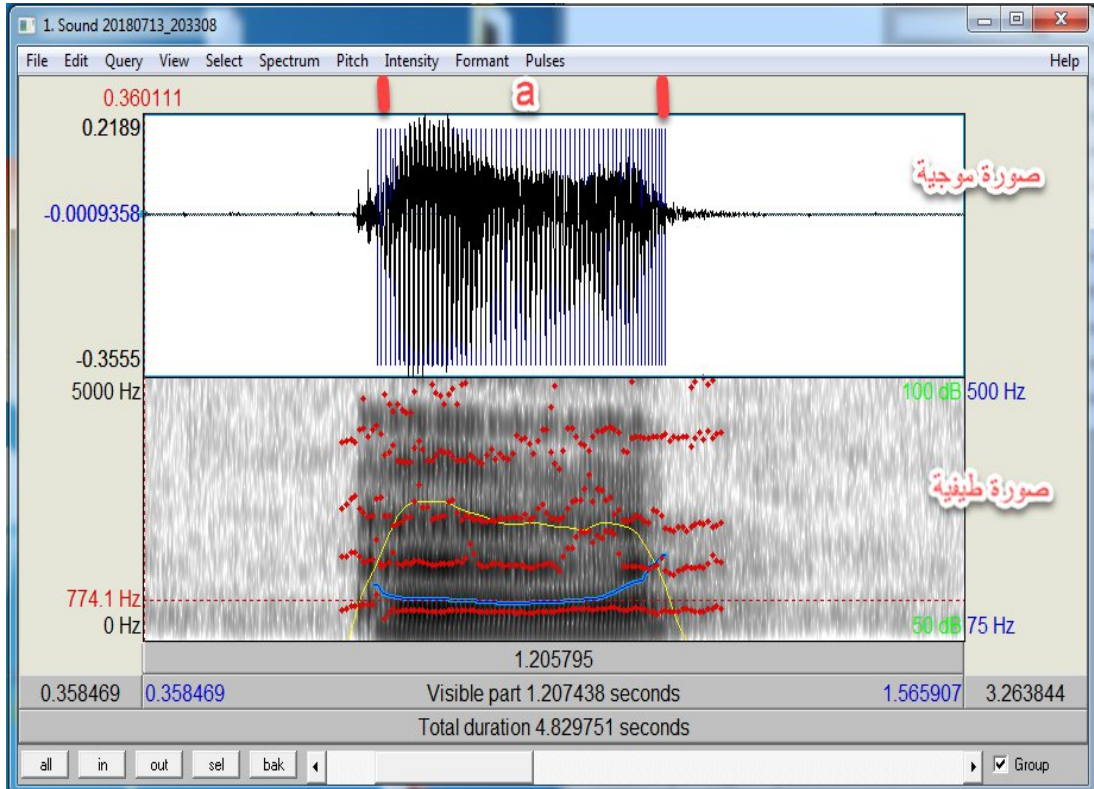 1. Sound 20180713_203308
File Edit Query View Select Spectrum Pitch Intensity Formant Pulses Help
0.360111
a
0.2189
صورة موجية
-0.0009358
-0.3555
5000 Hz 100 dB 500 Hz
صورة طيفية
774.1 Hz
0 Hz 50 dB 75 Hz
1.205795
0.358469 0.358469 Visible part 1.207438 seconds 1.565907 3.263844
Total duration 4.829751 seconds
all in out sel bak Group